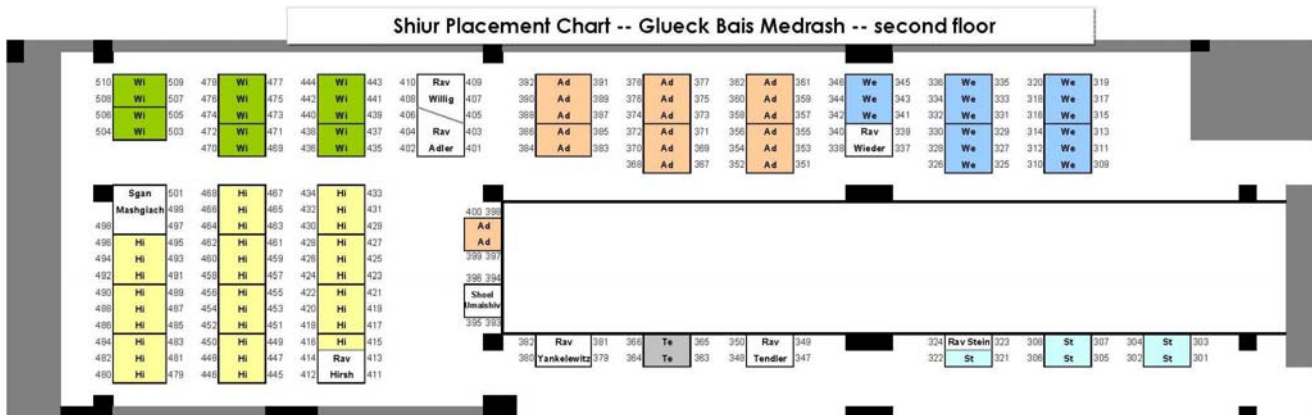 Shiur Placement Chart -- Glueck Bais Medrash -- second floor
510 Wi 509 478 Wi 477 444 Wi 443 410 Rav 409 392 Ad 391 378 Ad 377 362 Ad 361 346 We 345 336 We 335 320 We 319
508 Wi 507 476 Wi 475 442 Wi 441 408 Willig 407 390 Ad 389 376 Ad 375 360 Ad 359 344 We 343 334 We 333 318 We 317
506 Wi 505 474 Wi 473 440 Wi 439 406 405 388 Ad 387 374 Ad 373 358 Ad 357 342 We 341 332 We 331 316 We 315
504 Wi 503 472 Wi 471 438 Wi 437 404 Rav 403 386 Ad 385 372 Ad 371 356 Ad 355 340 Rav 339 330 We 329 314 We 313
470 Wi 469 436 Wi 435 402 Adler 401 384 Ad 383 370 Ad 369 354 Ad 353 338 Wieder 337 328 We 327 312 We 311
368 Ad 367 352 Ad 351 326 We 325 310 We 309
Sgan 501 468 Hi 467 434 Hi 433
Mashgiach 499 466 Hi 465 432 Hi 431
498 497 464 Hi 463 430 Hi 429
496 Hi 495 462 Hi 461 428 Hi 427
494 Hi 493 460 Hi 459 426 Hi 425
492 Hi 491 458 Hi 457 424 Hi 423
490 Hi 489 456 Hi 455 422 Hi 421
488 Hi 487 454 Hi 453 420 Hi 419
486 Hi 485 452 Hi 451 418 Hi 417
484 Hi 483 450 Hi 449 416 Hi 415
482 Hi 481 448 Hi 447 414 Rav 413
480 Hi 479 446 Hi 445 412 Hirsh 411
400 398
Ad
Ad
399 397
396 394
Shoel
Umaishiv
395 393
382 Rav 381 366 Te 365 350 Rav 349 324 Rav Stein 323 308 St 307 304 St 303
380 Yankelewitz 379 364 Te 363 348 Tendler 347 322 St 321 306 St 305 302 St 301